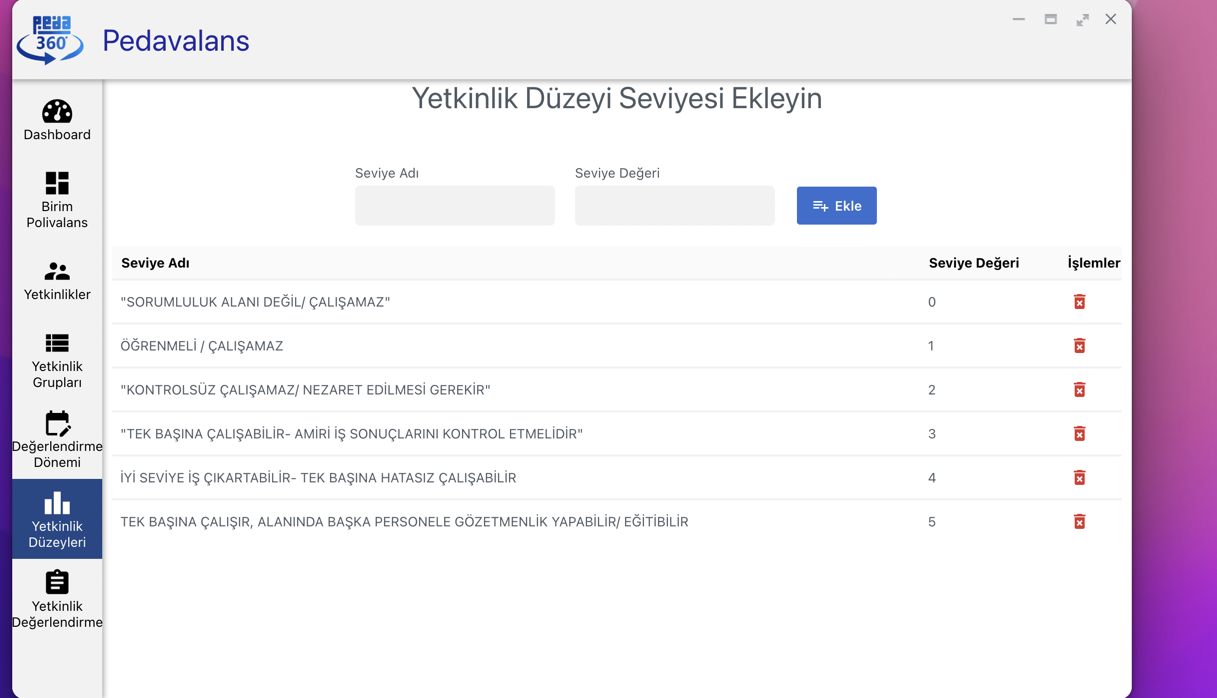 peda
360°
Pedavalans
Dashboard
Birim
Polivalans
Yetkinlikler
Yetkinlik
Grupları
Değerlendirme
Dönemi
Yetkinlik
Düzeyleri
Yetkinlik
Değerlendirme
Yetkinlik Düzeyi Seviyesi Ekleyin
Seviye Adı Seviye Değeri
Ekle
Seviye Adı Seviye Değeri İşlemler
"SORUMLULUK ALANI DEĞİL/ ÇALIŞAMAZ" 0
ÖĞRENMELİ / ÇALIŞAMAZ 1
"KONTROLSÜZ ÇALIŞAMAZ/ NEZARET EDİLMESİ GEREKİR" 2
"TEK BAŞINA ÇALIŞABİLİR- AMİRİ İŞ SONUÇLARINI KONTROL ETMELİDİR" 3
İYİ SEVİYE İŞ ÇIKARTABİLİR- TEK BAŞINA HATASIZ ÇALIŞABİLİR 4
TEK BAŞINA ÇALIŞIR, ALANINDA BAŞKA PERSONELE GÖZETMENLİK YAPABİLİR/ EĞİTİBİLİR 5